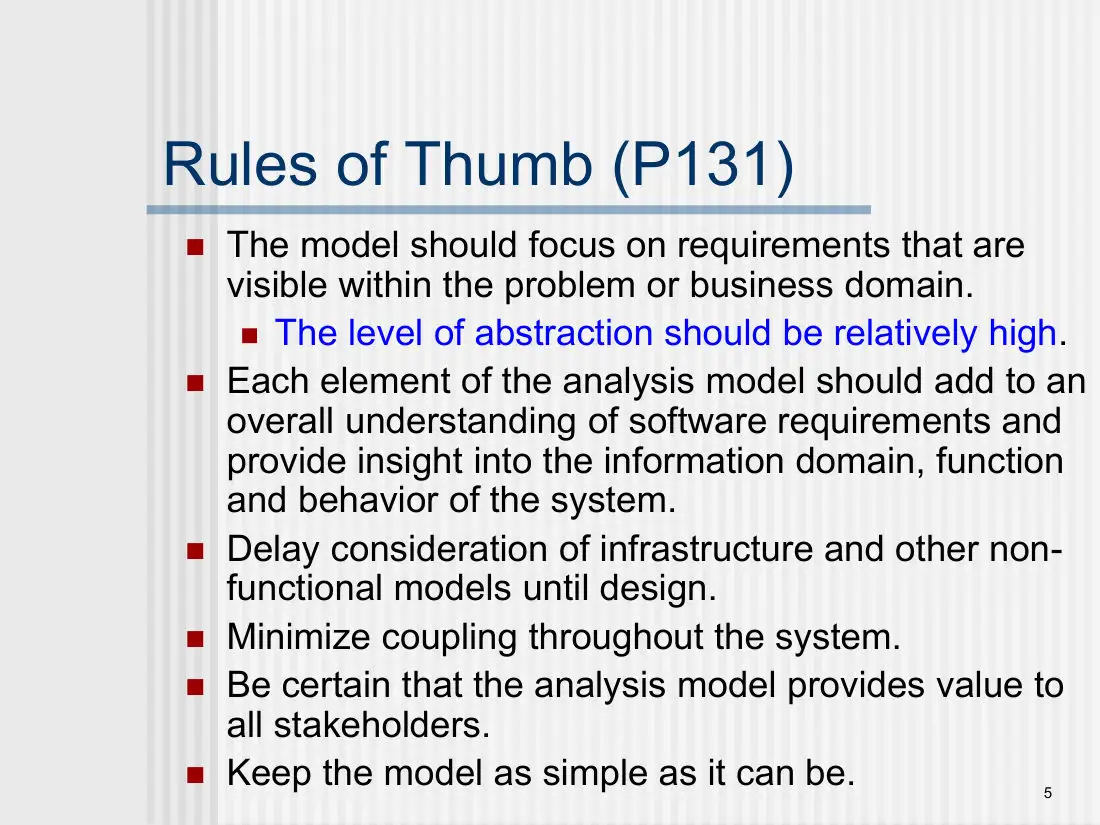 Rules of Thumb (P131)
The model should focus on requirements that are
visible within the problem or business domain.
The level of abstraction should be relatively high.
Each element of the analysis model should add to an
overall understanding of software requirements and
provide insight into the information domain, function
and behavior of the system.
Delay consideration of infrastructure and other non-
functional models until design.
Minimize coupling throughout the system.
Be certain that the analysis model provides value to
all stakeholders.
Keep the model as simple as it can be.
5